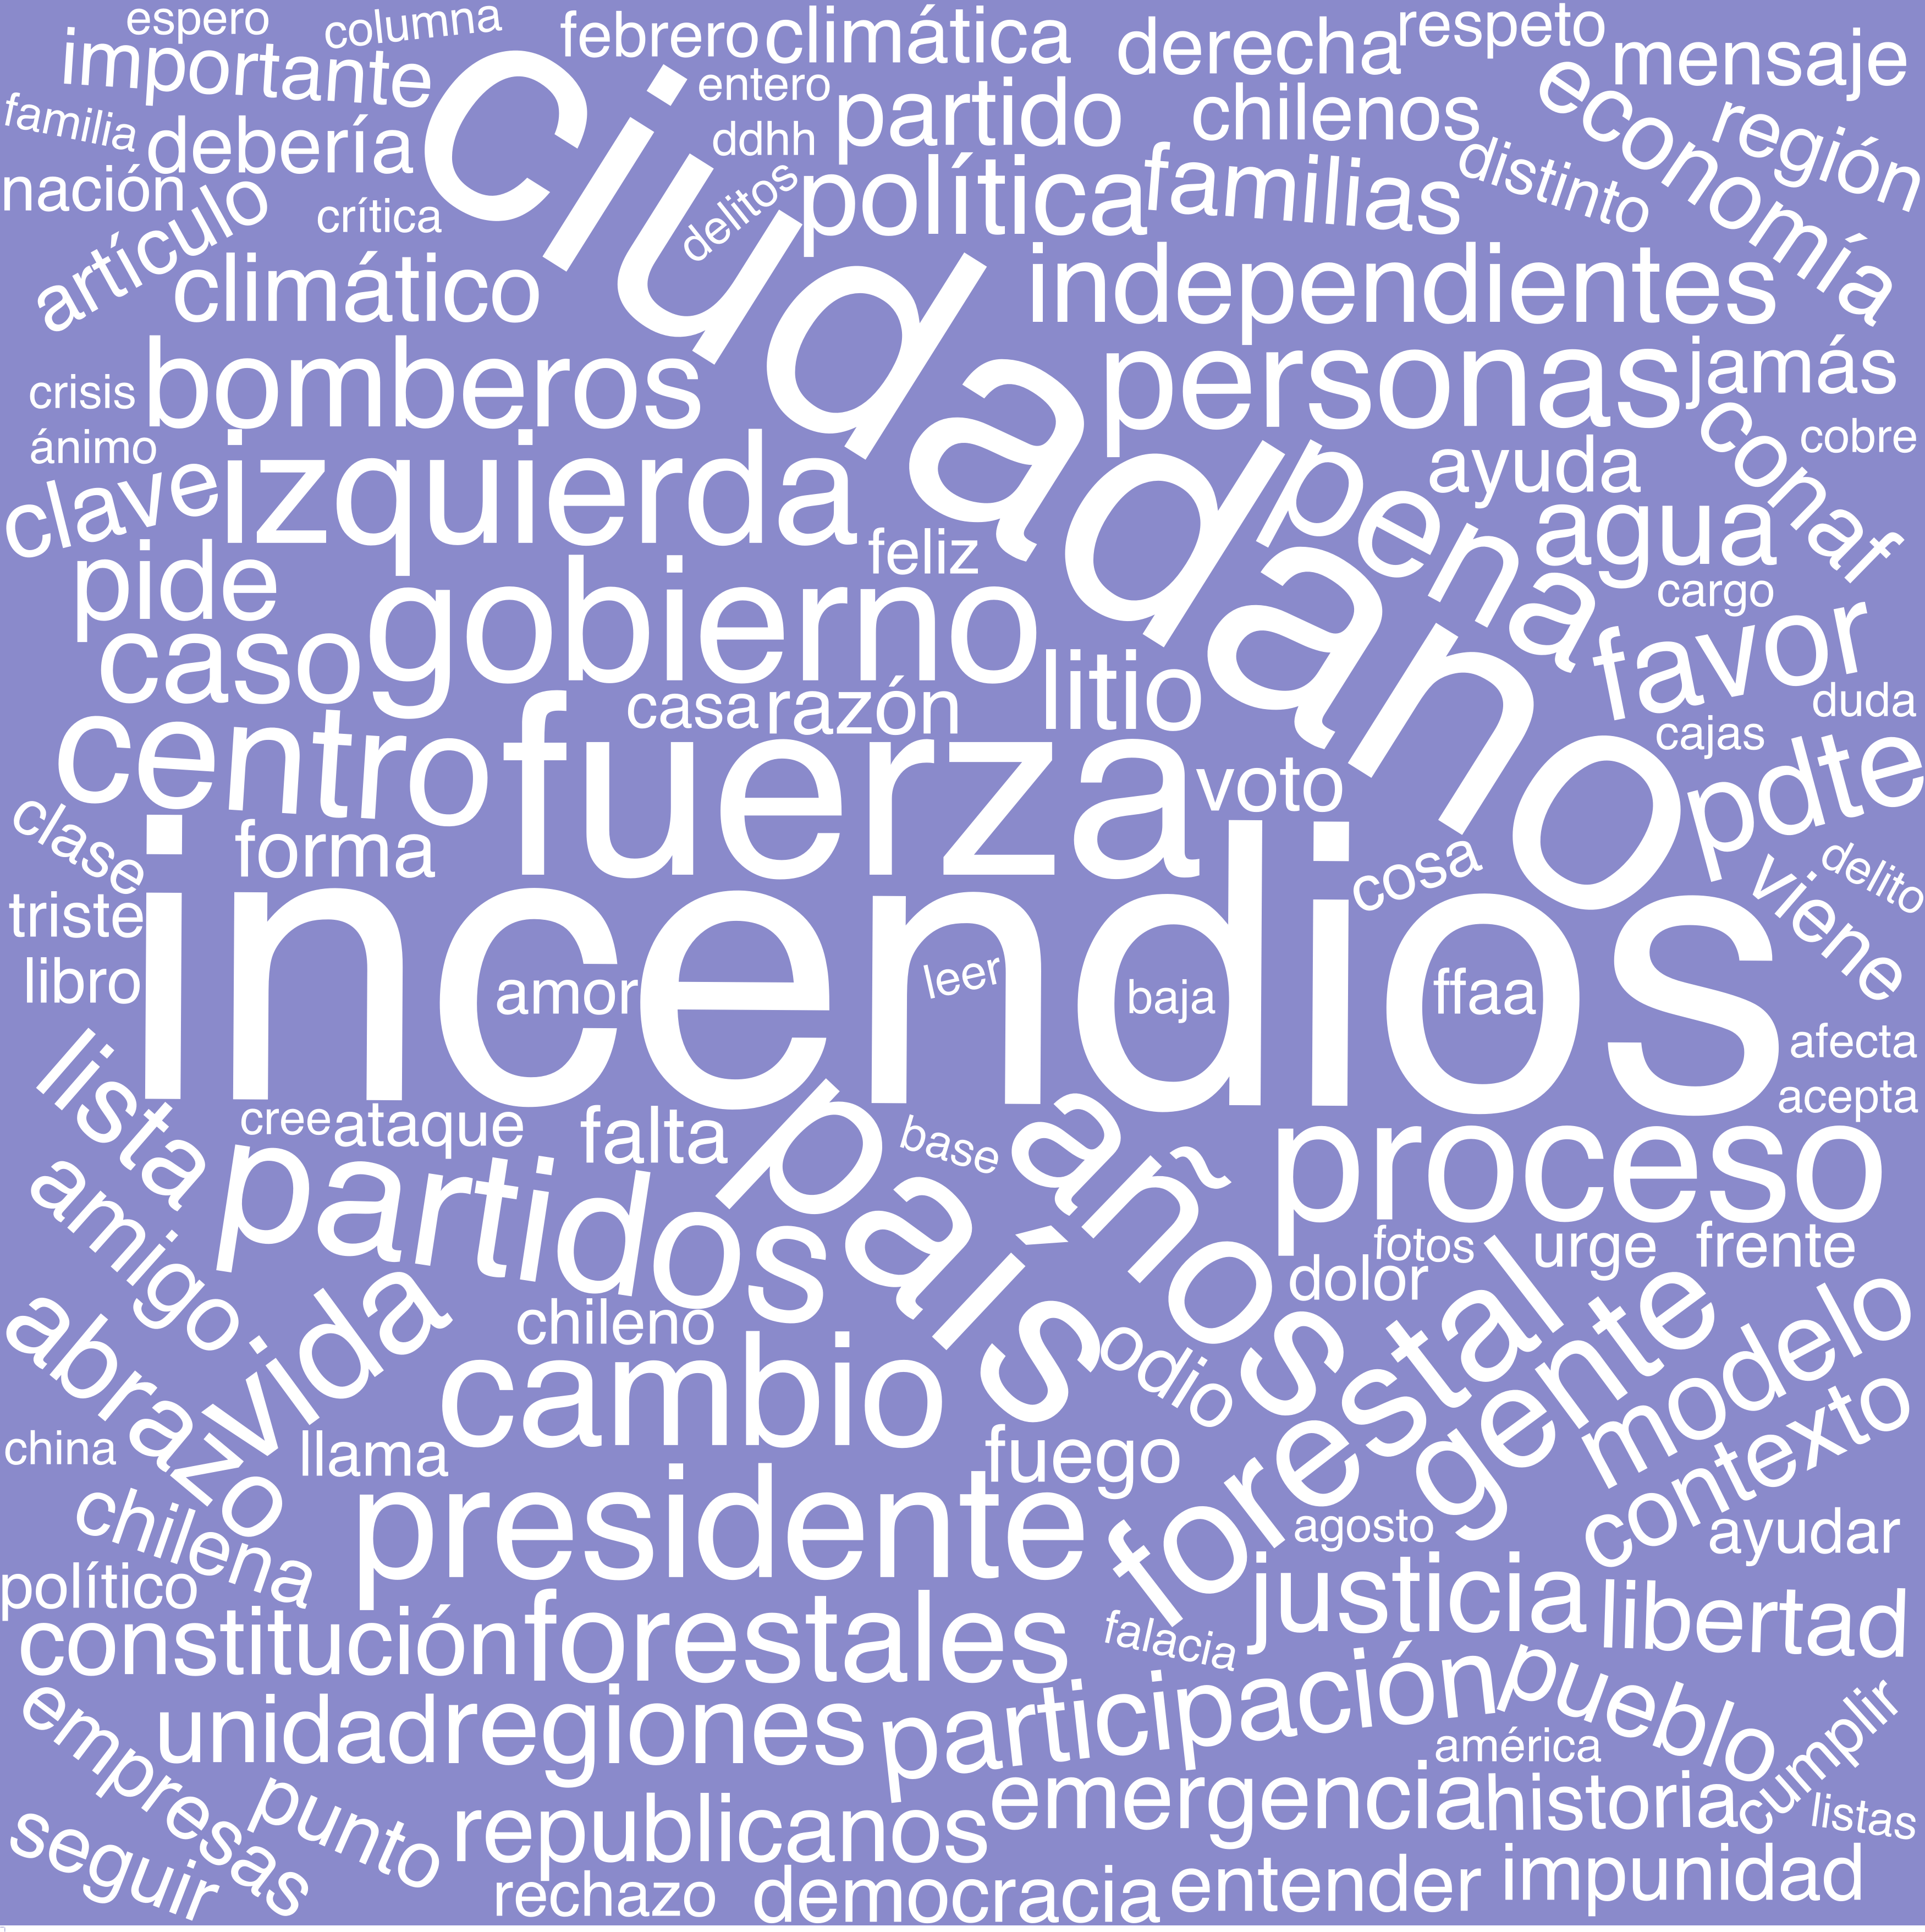 espero
columna
febrero
climática
derecha
respeto
mensaje
importante
entero
partido
chilenos
economía
región
familia
debería
ddhh
nación
artículo
crítica
delitos
política
familias
distinto
climático
Ciudadano
independientes
crisis
bomberos
personas
jamás
ánimo
cobre
conaf
clave
izquierda
pena
ayuda
agua
pide
feliz
cargo
caso
gobierno
litio
favor
casa
razón
duda
centro
fuerza
voto
cajas
pdte
clase
forma
cosa
viene
delito
triste
libro
incendios
amor
leer
baja
ffaa
afecta
acepta
lista
cree
ataque
falta
base
años
proceso
amigo
partidos
país
fotos
urge
frente
dolor
abrazo
vida
chileno
cambio
odio
forestal
gente
modelo
china
llama
fuego
contexto
chilena
presidente
agosto
ayudar
político
constitución
forestales
falacia
justicia
libertad
empresas
unidad
regiones
participación
pueblo
américa
cumplir
seguir
punto
republicanos
emergencia
historia
listas
rechazo
democracia
entender
impunidad